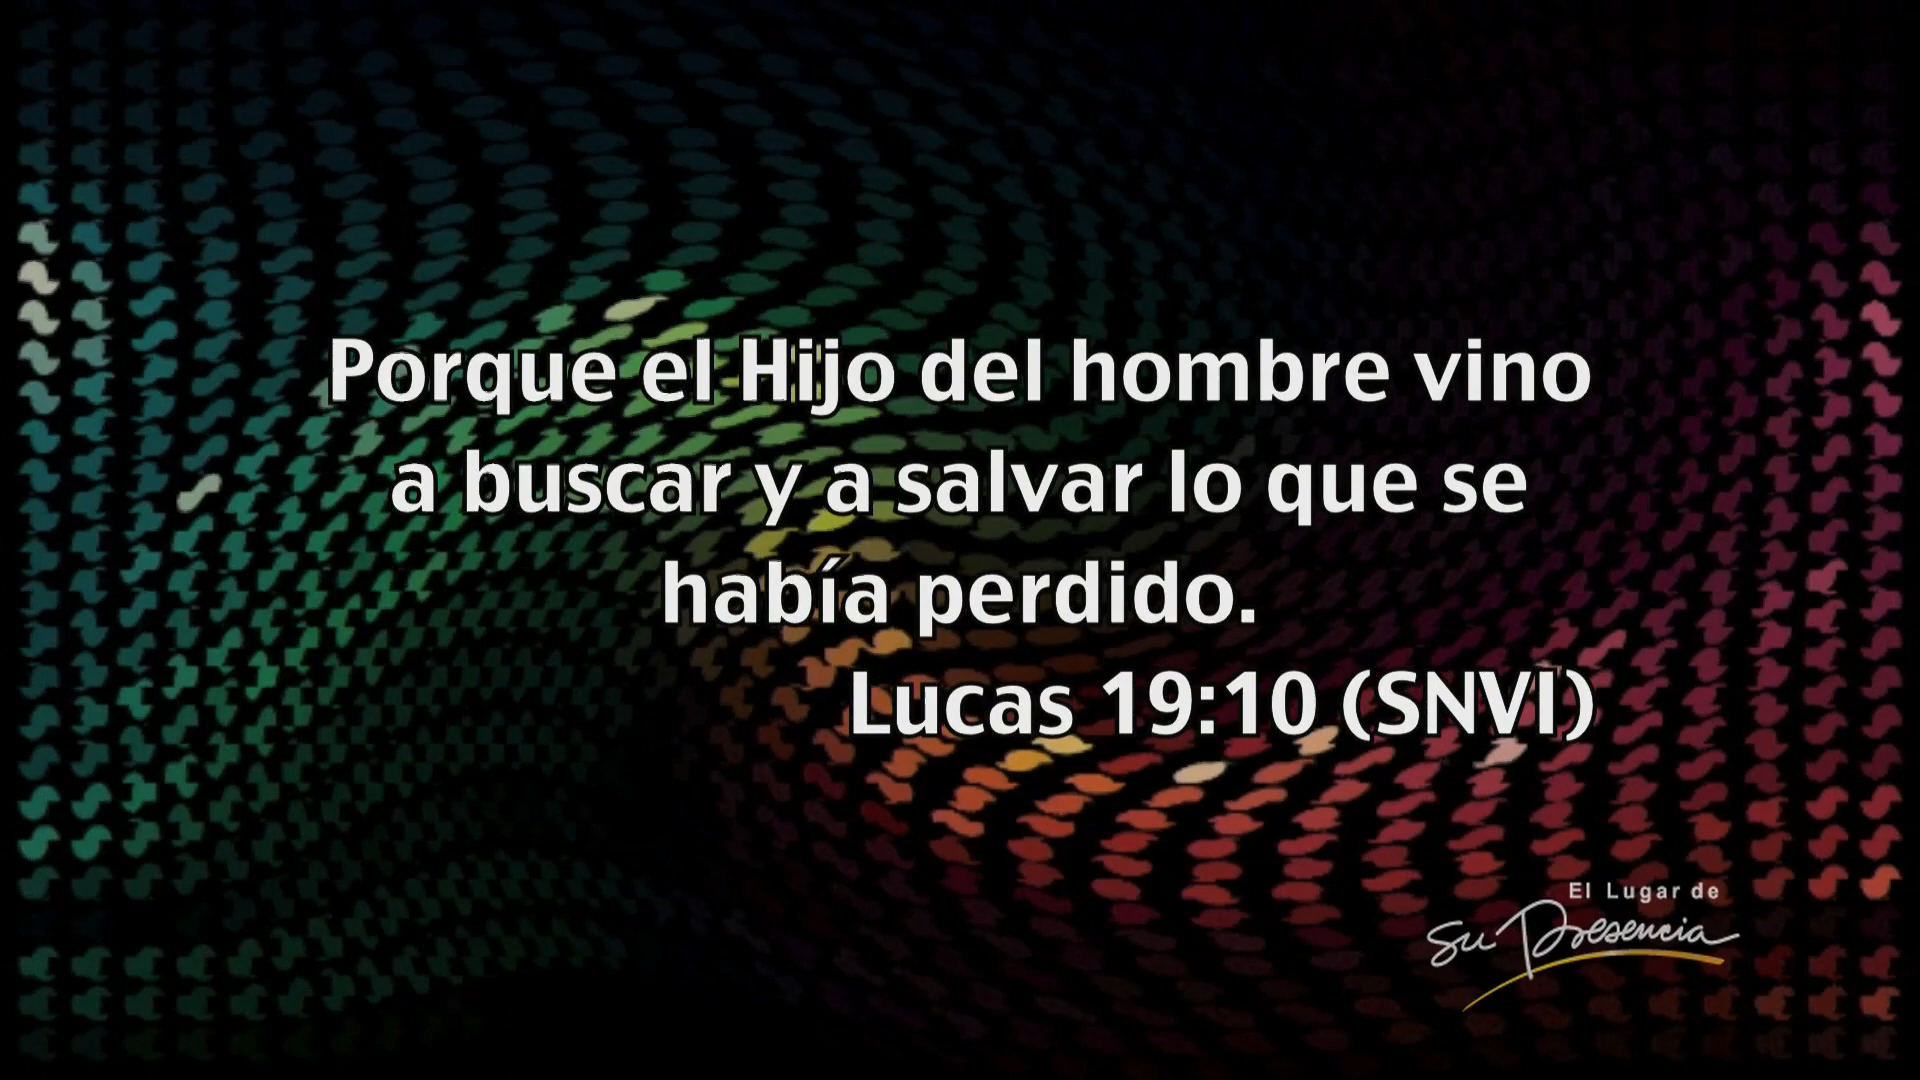 Porque el Hijo del hombre vino
a buscar y a salvar lo que se
había perdido.
Lucas 19:10 (SNVI)
El Lugar de
Su Presencia